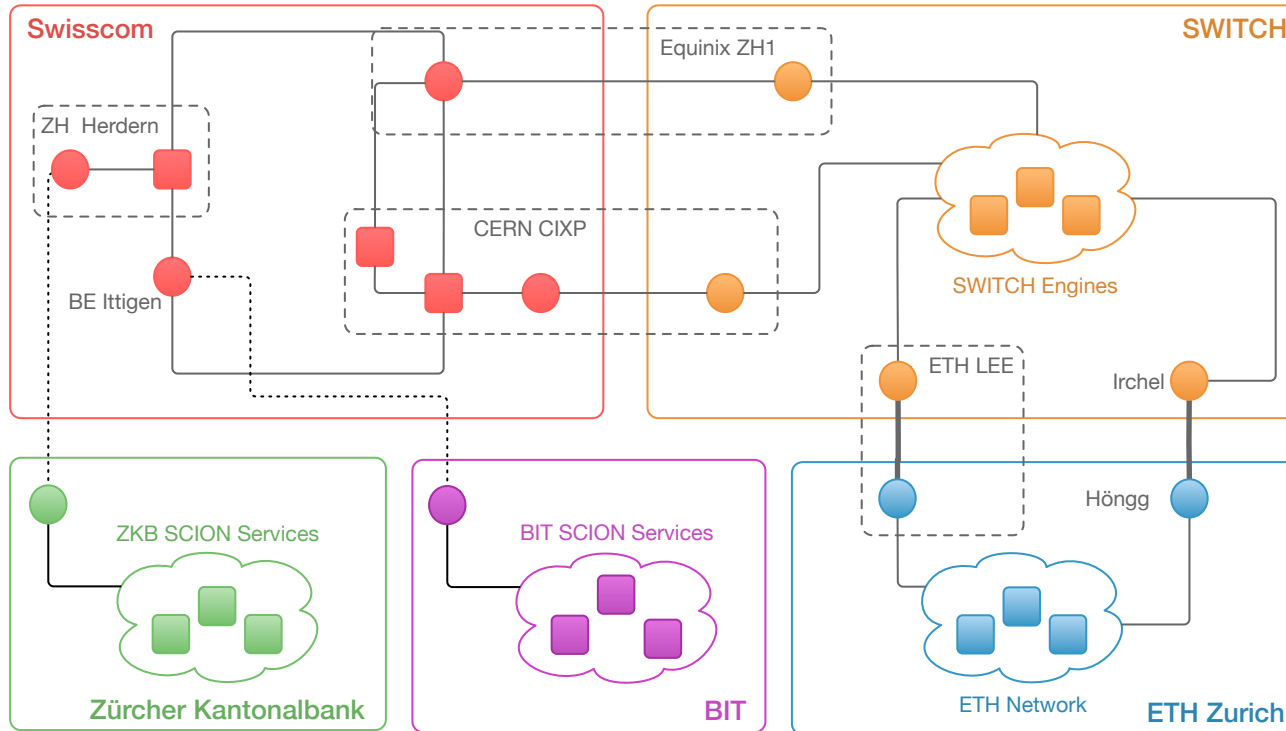 Swisscom
Equinix ZH1
SWITCH
ZH Herdern
CERN CIXP
BE Ittigen
SWITCH Engines
ETH LEE
Irchel
Höngg
ZKB SCION Services
BIT SCION Services
Zürcher Kantonalbank
BIT
ETH Network
ETH Zurich